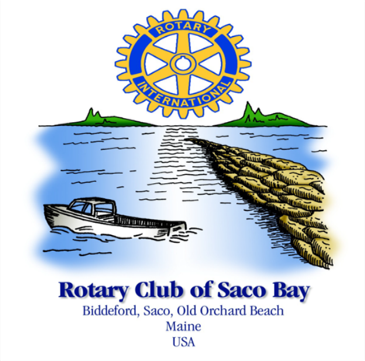 ROTARY
INTERNATIONAL
Rotary Club of Saco Bay
Biddeford, Saco, Old Orchard Beach
Maine
USA